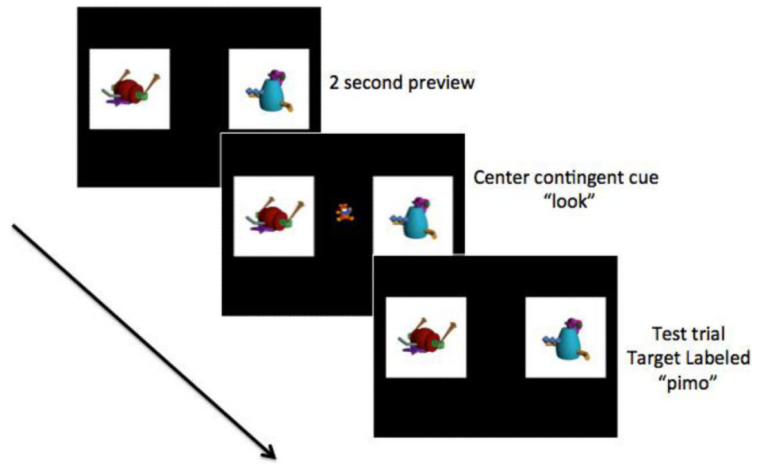 2 second preview
Center contingent cue
“look”
Test trial
Target Labeled
“pimo”